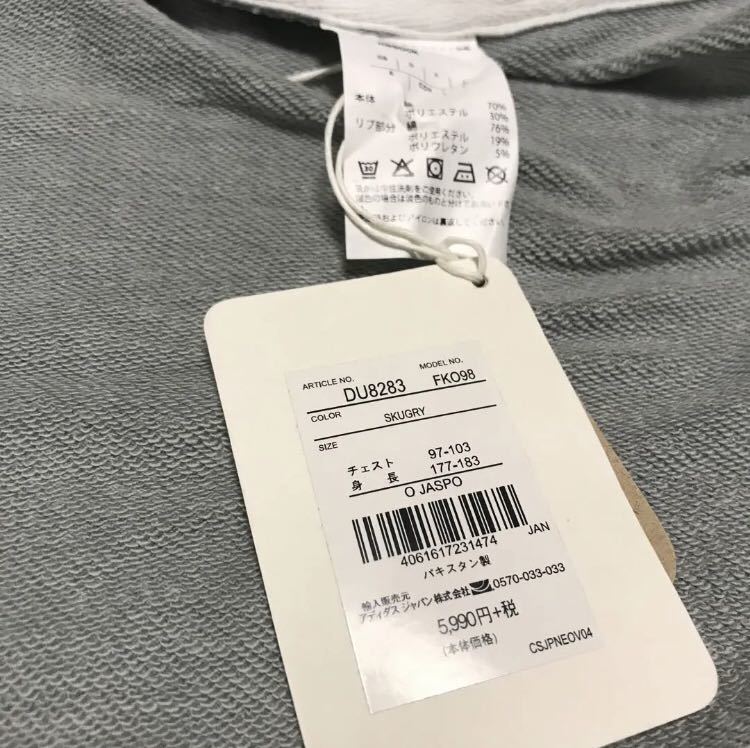 本体 70%
ポリエステル 30%
リブ部分 綿 76%
ポリエステル 19%
ポリウレタン 5%
30
ARTICLE NO. DU8283 MODEL NO. FKO98
COLOR SKUGRY
SIZE
チェスト 97-103
身 長 177-183
O JASPO
4061617231474 JAN
パキスタン製
輸入販売元
アディダス ジャパン株式会社 0570-033-033
5,990円+税
(本体価格)
CSJPNEOV04